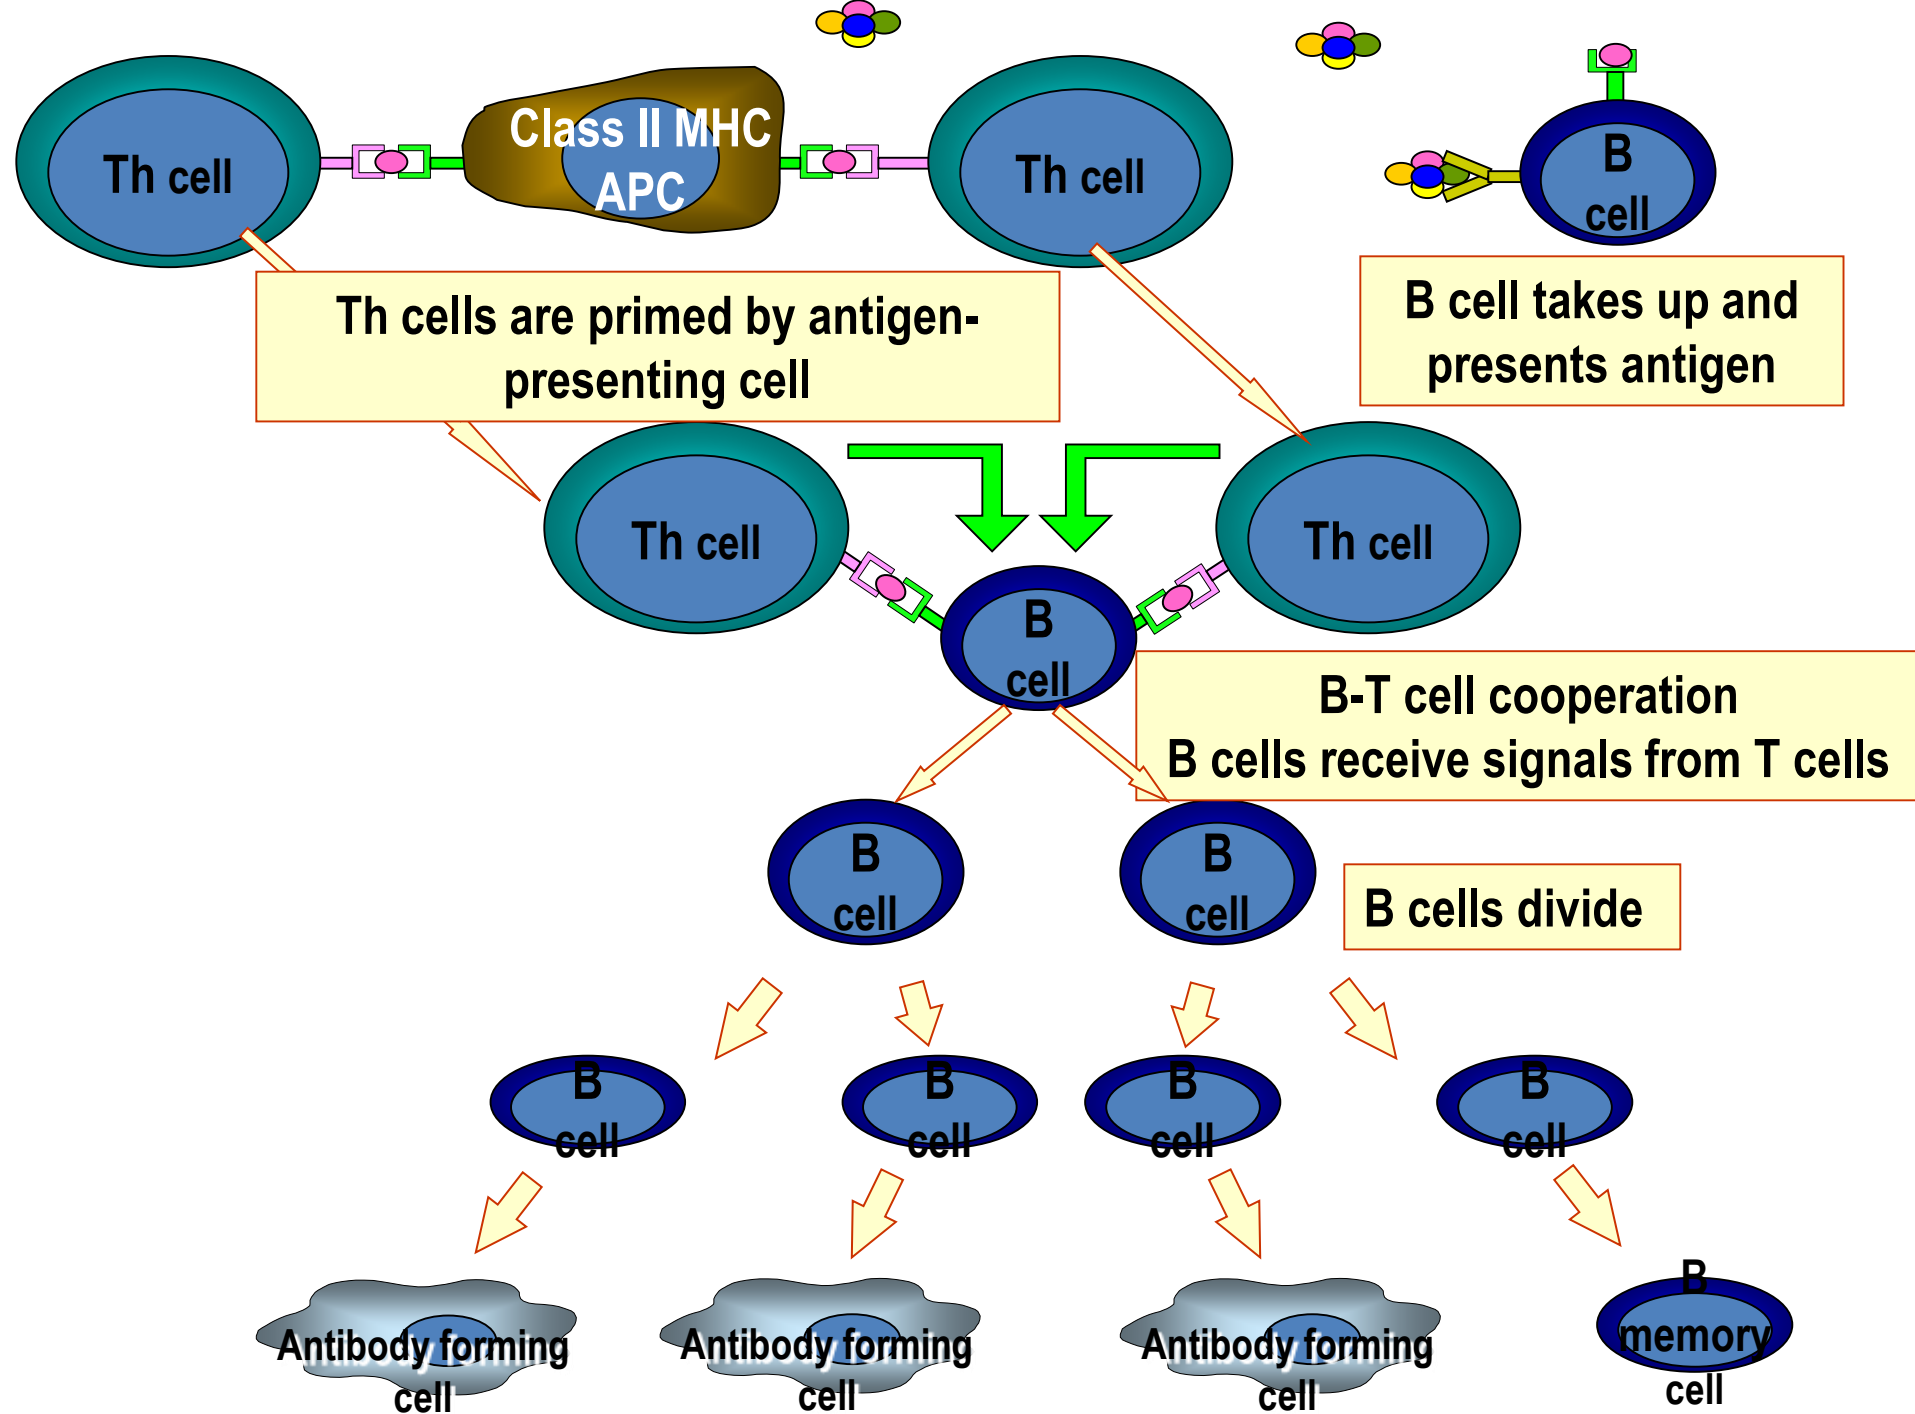 Th cell
Class II MHC
APC
Th cell
B
cell
Th cells are primed by antigen-
presenting cell
B cell takes up and
presents antigen
Th cell
Th cell
B
cell
B-T cell cooperation
B cells receive signals from T cells
B
cell
B
cell
B cells divide
B
cell
B
cell
B
cell
B
cell
Antibody forming
cell
Antibody forming
cell
Antibody forming
cell
B
memory
cell